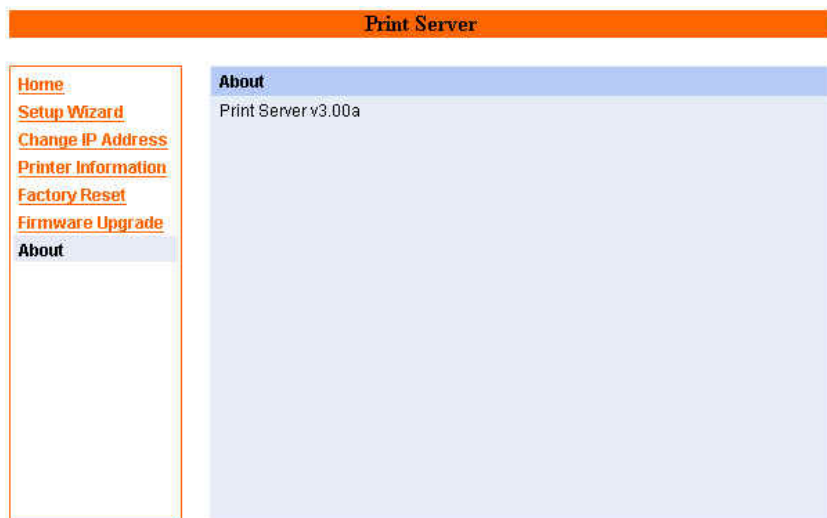 Print Server
Home
Setup Wizard
Change IP Address
Printer Information
Factory Reset
Firmware Upgrade
About
About
Print Server v3.00a